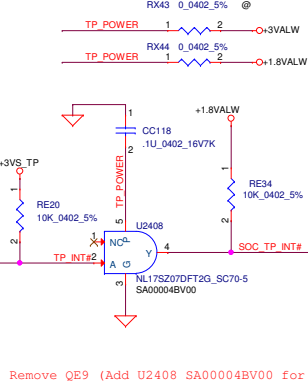 RX43 0_0402_5% @
TP_POWER 1 2 +3VALW
RX44 0_0402_5%
TP_POWER 1 2 +1.8VALW
1
CC118
.1U_0402_16V7K
2
+1.8VALW
+3VS_TP
TP_POWER
1
RE20
10K_0402_5%
2
1
RE34
10K_0402_5%
2
5
U2408
1 NC P
TP_INT# 2 A G Y 4 SOC_TP_INT#
3
NL17SZ07DFT2G_SC70-5
SA00004BV00
Remove QE9 (Add U2408 SA00004BV00 for